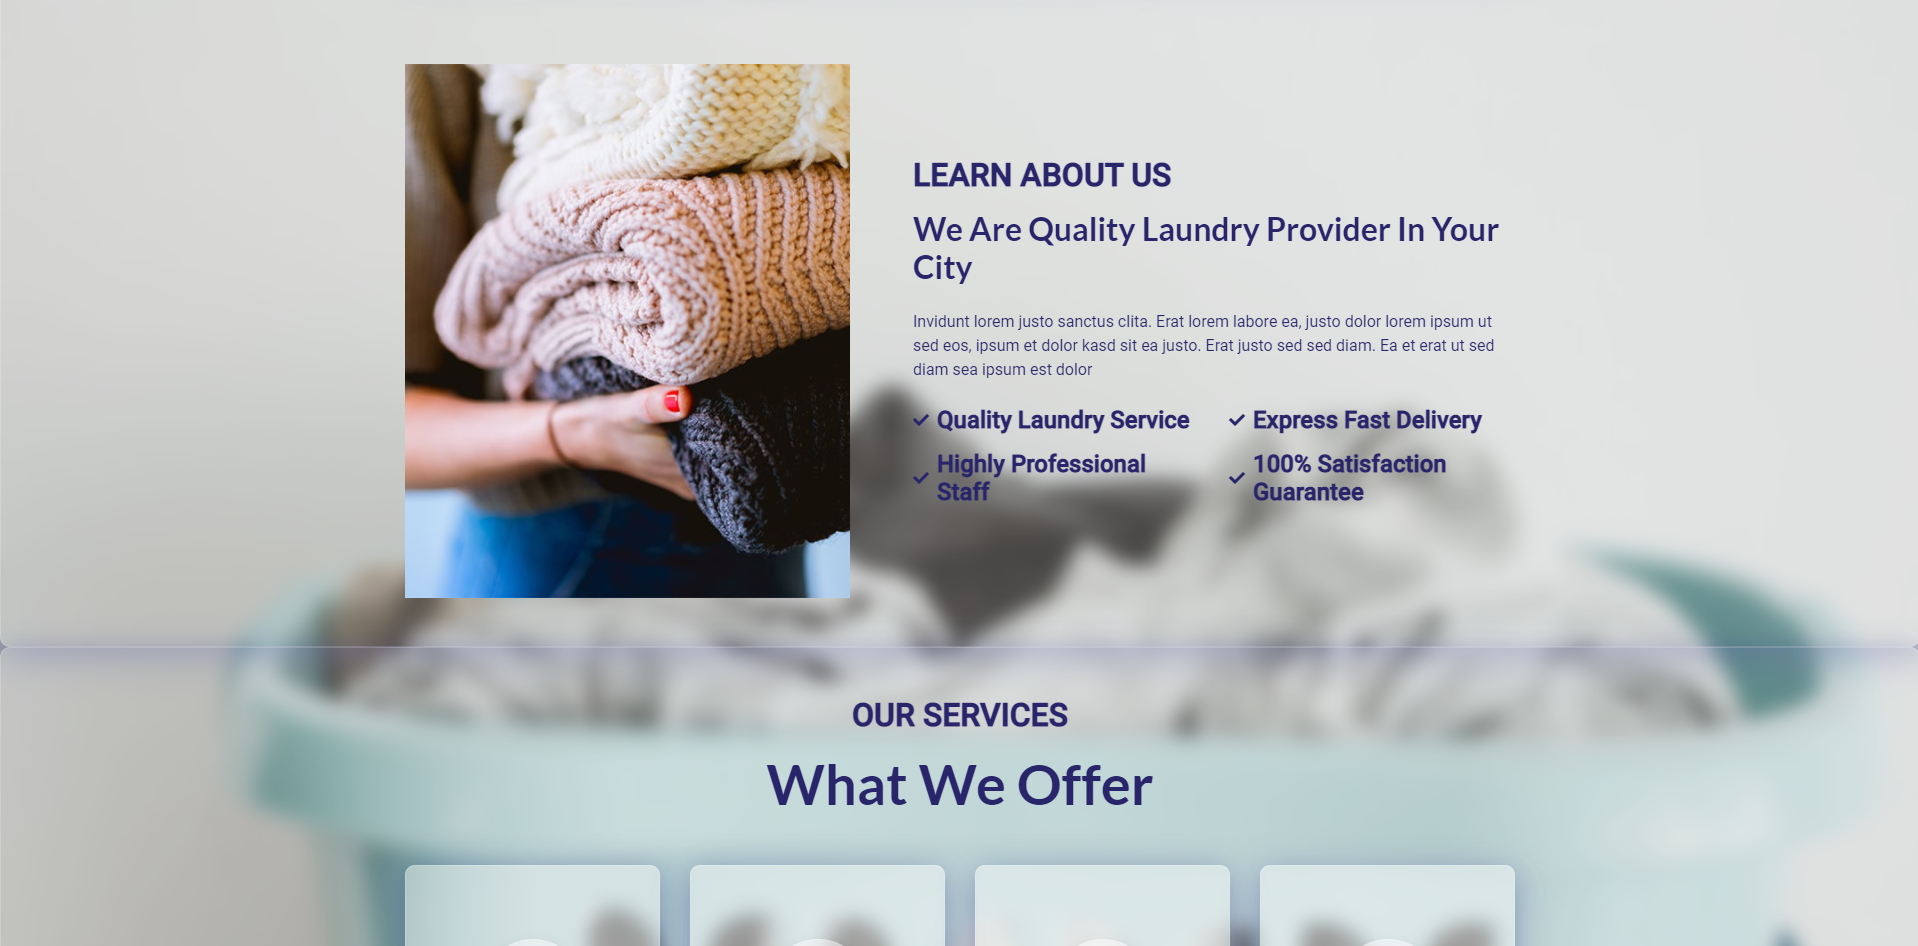 LEARN ABOUT US
We Are Quality Laundry Provider In Your
City
Invidunt lorem justo sanctus clita. Erat lorem labore ea, justo dolor lorem ipsum ut
sed eos, ipsum et dolor kasd sit ea justo. Erat justo sed sed diam. Ea et erat ut sed
diam sea ipsum est dolor
Quality Laundry Service
Express Fast Delivery
Highly Professional
Staff
100% Satisfaction
Guarantee
OUR SERVICES
What We Offer